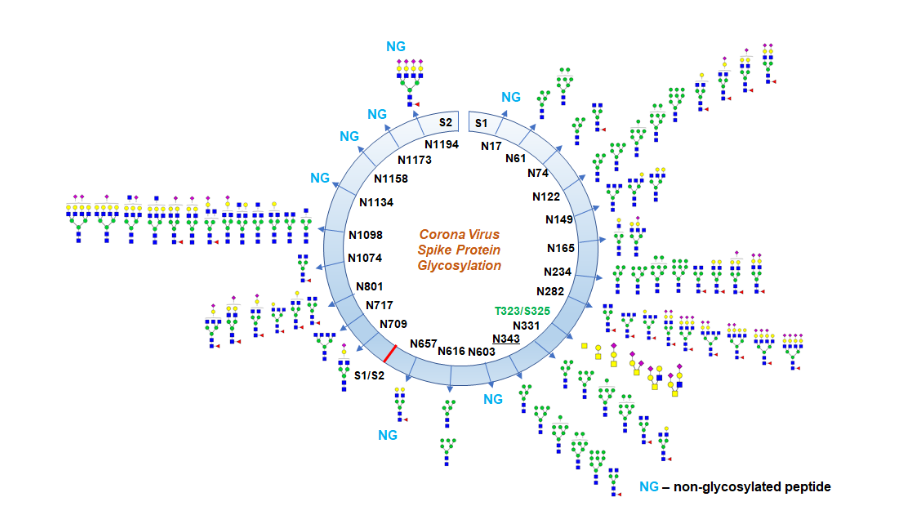 NG
NG
NG
NG
NG
S2
S1
N1194
N17
N1173
N61
N1158
N74
N1134
N122
N1098
N149
N1074
N165
N801
N234
N717
N282
N709
T323/S325
N657
N331
N616
N343
N603
Corona Virus
Spike Protein
Glycosylation
S1/S2
NG
NG
NG – non-glycosylated peptide